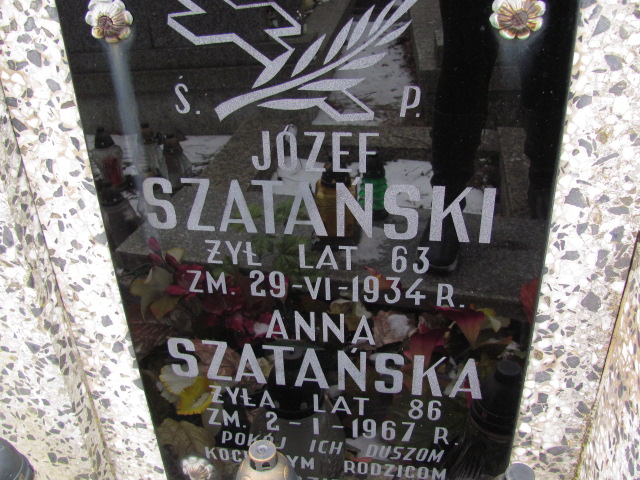 Ś. P.
JÓZEF
SZATAŃSKI
ŻYŁ LAT 63
ZM. 29-VI-1934 R.
ANNA
SZATAŃSKA
ŻYŁA LAT 86
ZM. 2-I-1967 R.
POKÓJ ICH DUSZOM
RODZICOM